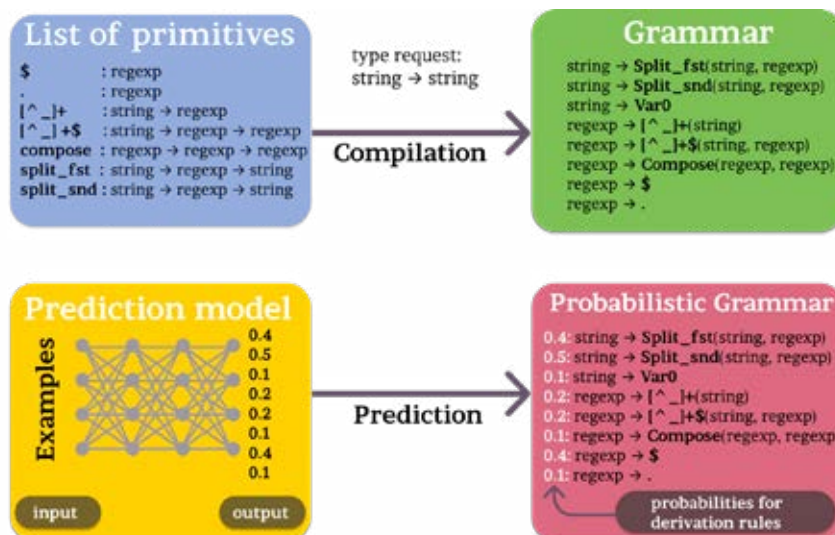 List of primitives
$ : regexp
. : regexp
[^ _]+ : string → regexp
[^ _]+$ : string → regexp → regexp
compose : regexp → regexp → regexp
split_fst : string → regexp → string
split_snd : string → regexp → string
type request:
string → string
Compilation
Grammar
string → Split_fst(string, regexp)
string → Split_snd(string, regexp)
string → Var0
regexp → [^ _]+(string)
regexp → [^ _]+$(string, regexp)
regexp → Compose(regexp, regexp)
regexp → $
regexp → .
Prediction model
Examples
0.4
0.5
0.1
0.2
0.2
0.1
0.4
0.1
input
output
Prediction
Probabilistic Grammar
0.4: string → Split_fst(string, regexp)
0.5: string → Split_snd(string, regexp)
0.1: string → Var0
0.2: regexp → [^ _]+(string)
0.2: regexp → [^ _]+$(string, regexp)
0.1: regexp → Compose(regexp, regexp
0.4: regexp → $
0.1: regexp → .
probabilities for
derivation rules